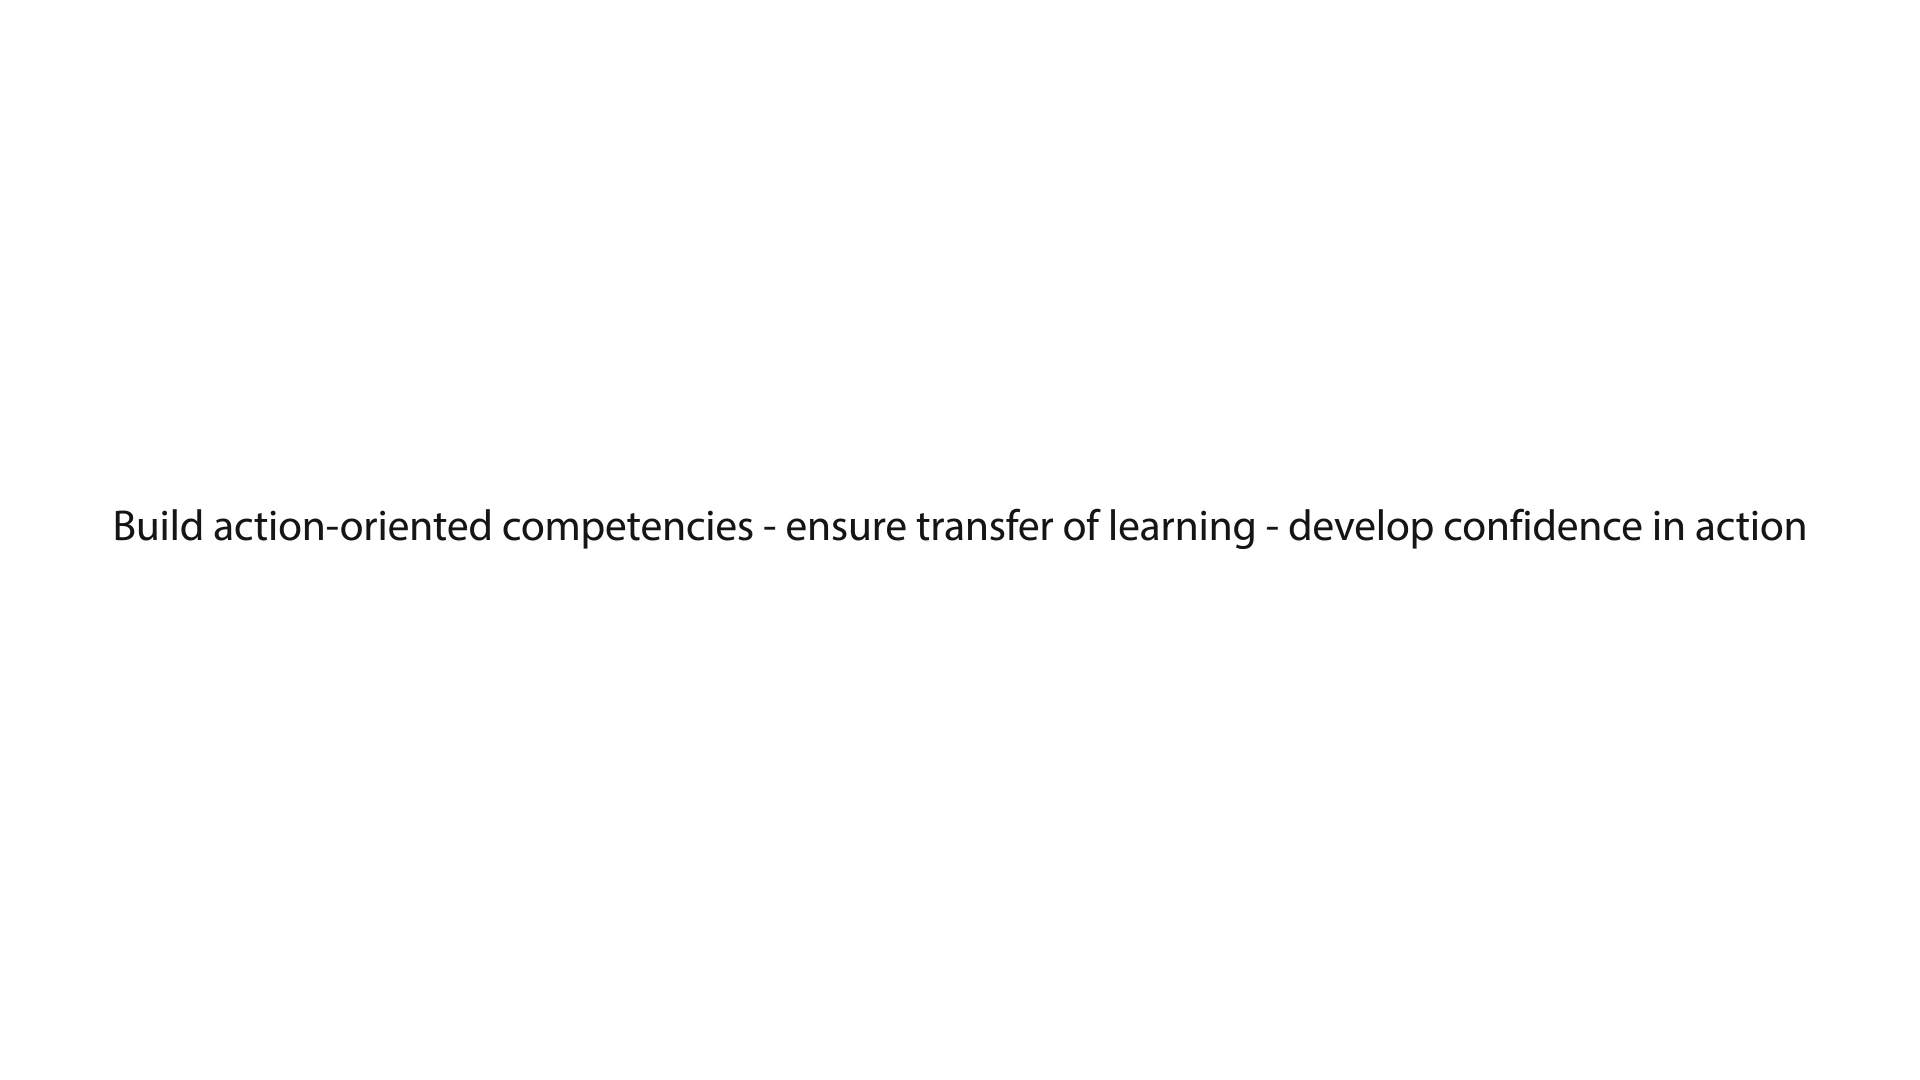 Build action-oriented competencies - ensure transfer of learning - develop confidence in action